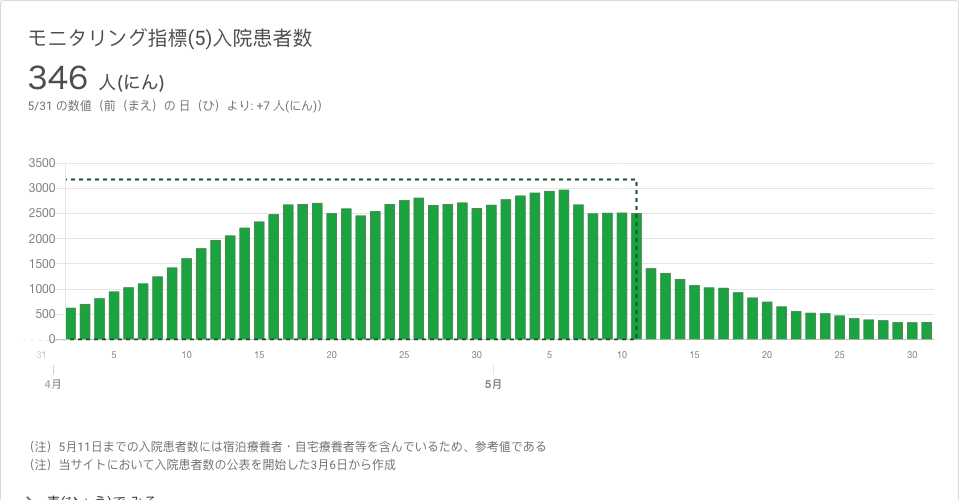 モニタリング指標(5)入院患者数
346 人(にん)
5/31 の数値（前（まえ）の 日（ひ）より: +7 人(にん)）
3500
3000
2500
2000
1500
1000
500
0
31 5 10 15 20 25 30 5 10 15 20 25 30
4月 5月
（注）5月11日までの入院患者数には宿泊療養者・自宅療養者等を含んでいるため、参考値である
（注）当サイトにおいて入院患者数の公表を開始した3月6日から作成